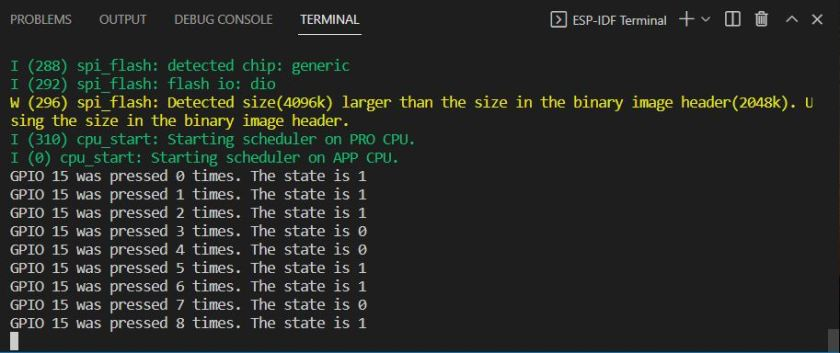 PROBLEMS OUTPUT DEBUG CONSOLE TERMINAL ESP-IDF Terminal
I (288) spi_flash: detected chip: generic
I (292) spi_flash: flash io: dio
W (296) spi_flash: Detected size(4096k) larger than the size in the binary image header(2048k). U
sing the size in the binary image header.
I (310) cpu_start: Starting scheduler on PRO CPU.
I (0) cpu_start: Starting scheduler on APP CPU.
GPIO 15 was pressed 0 times. The state is 1
GPIO 15 was pressed 1 times. The state is 1
GPIO 15 was pressed 2 times. The state is 1
GPIO 15 was pressed 3 times. The state is 0
GPIO 15 was pressed 4 times. The state is 0
GPIO 15 was pressed 5 times. The state is 1
GPIO 15 was pressed 6 times. The state is 1
GPIO 15 was pressed 7 times. The state is 0
GPIO 15 was pressed 8 times. The state is 1